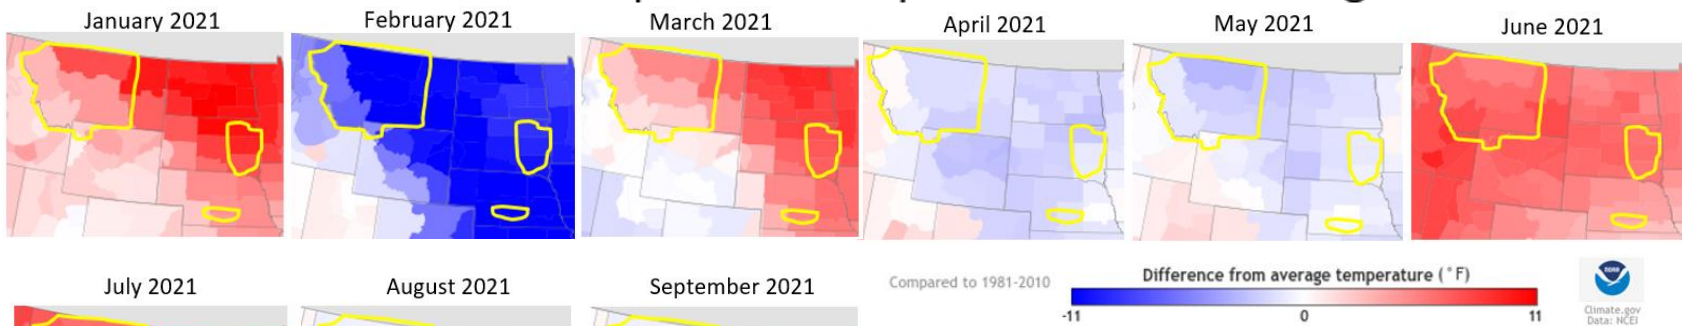 January 2021
February 2021
March 2021
April 2021
May 2021
June 2021
July 2021
August 2021
September 2021
Compared to 1981-2010
Difference from average temperature (°F)
-11
0
11
noaa
Climate.gov
Data: NCEI